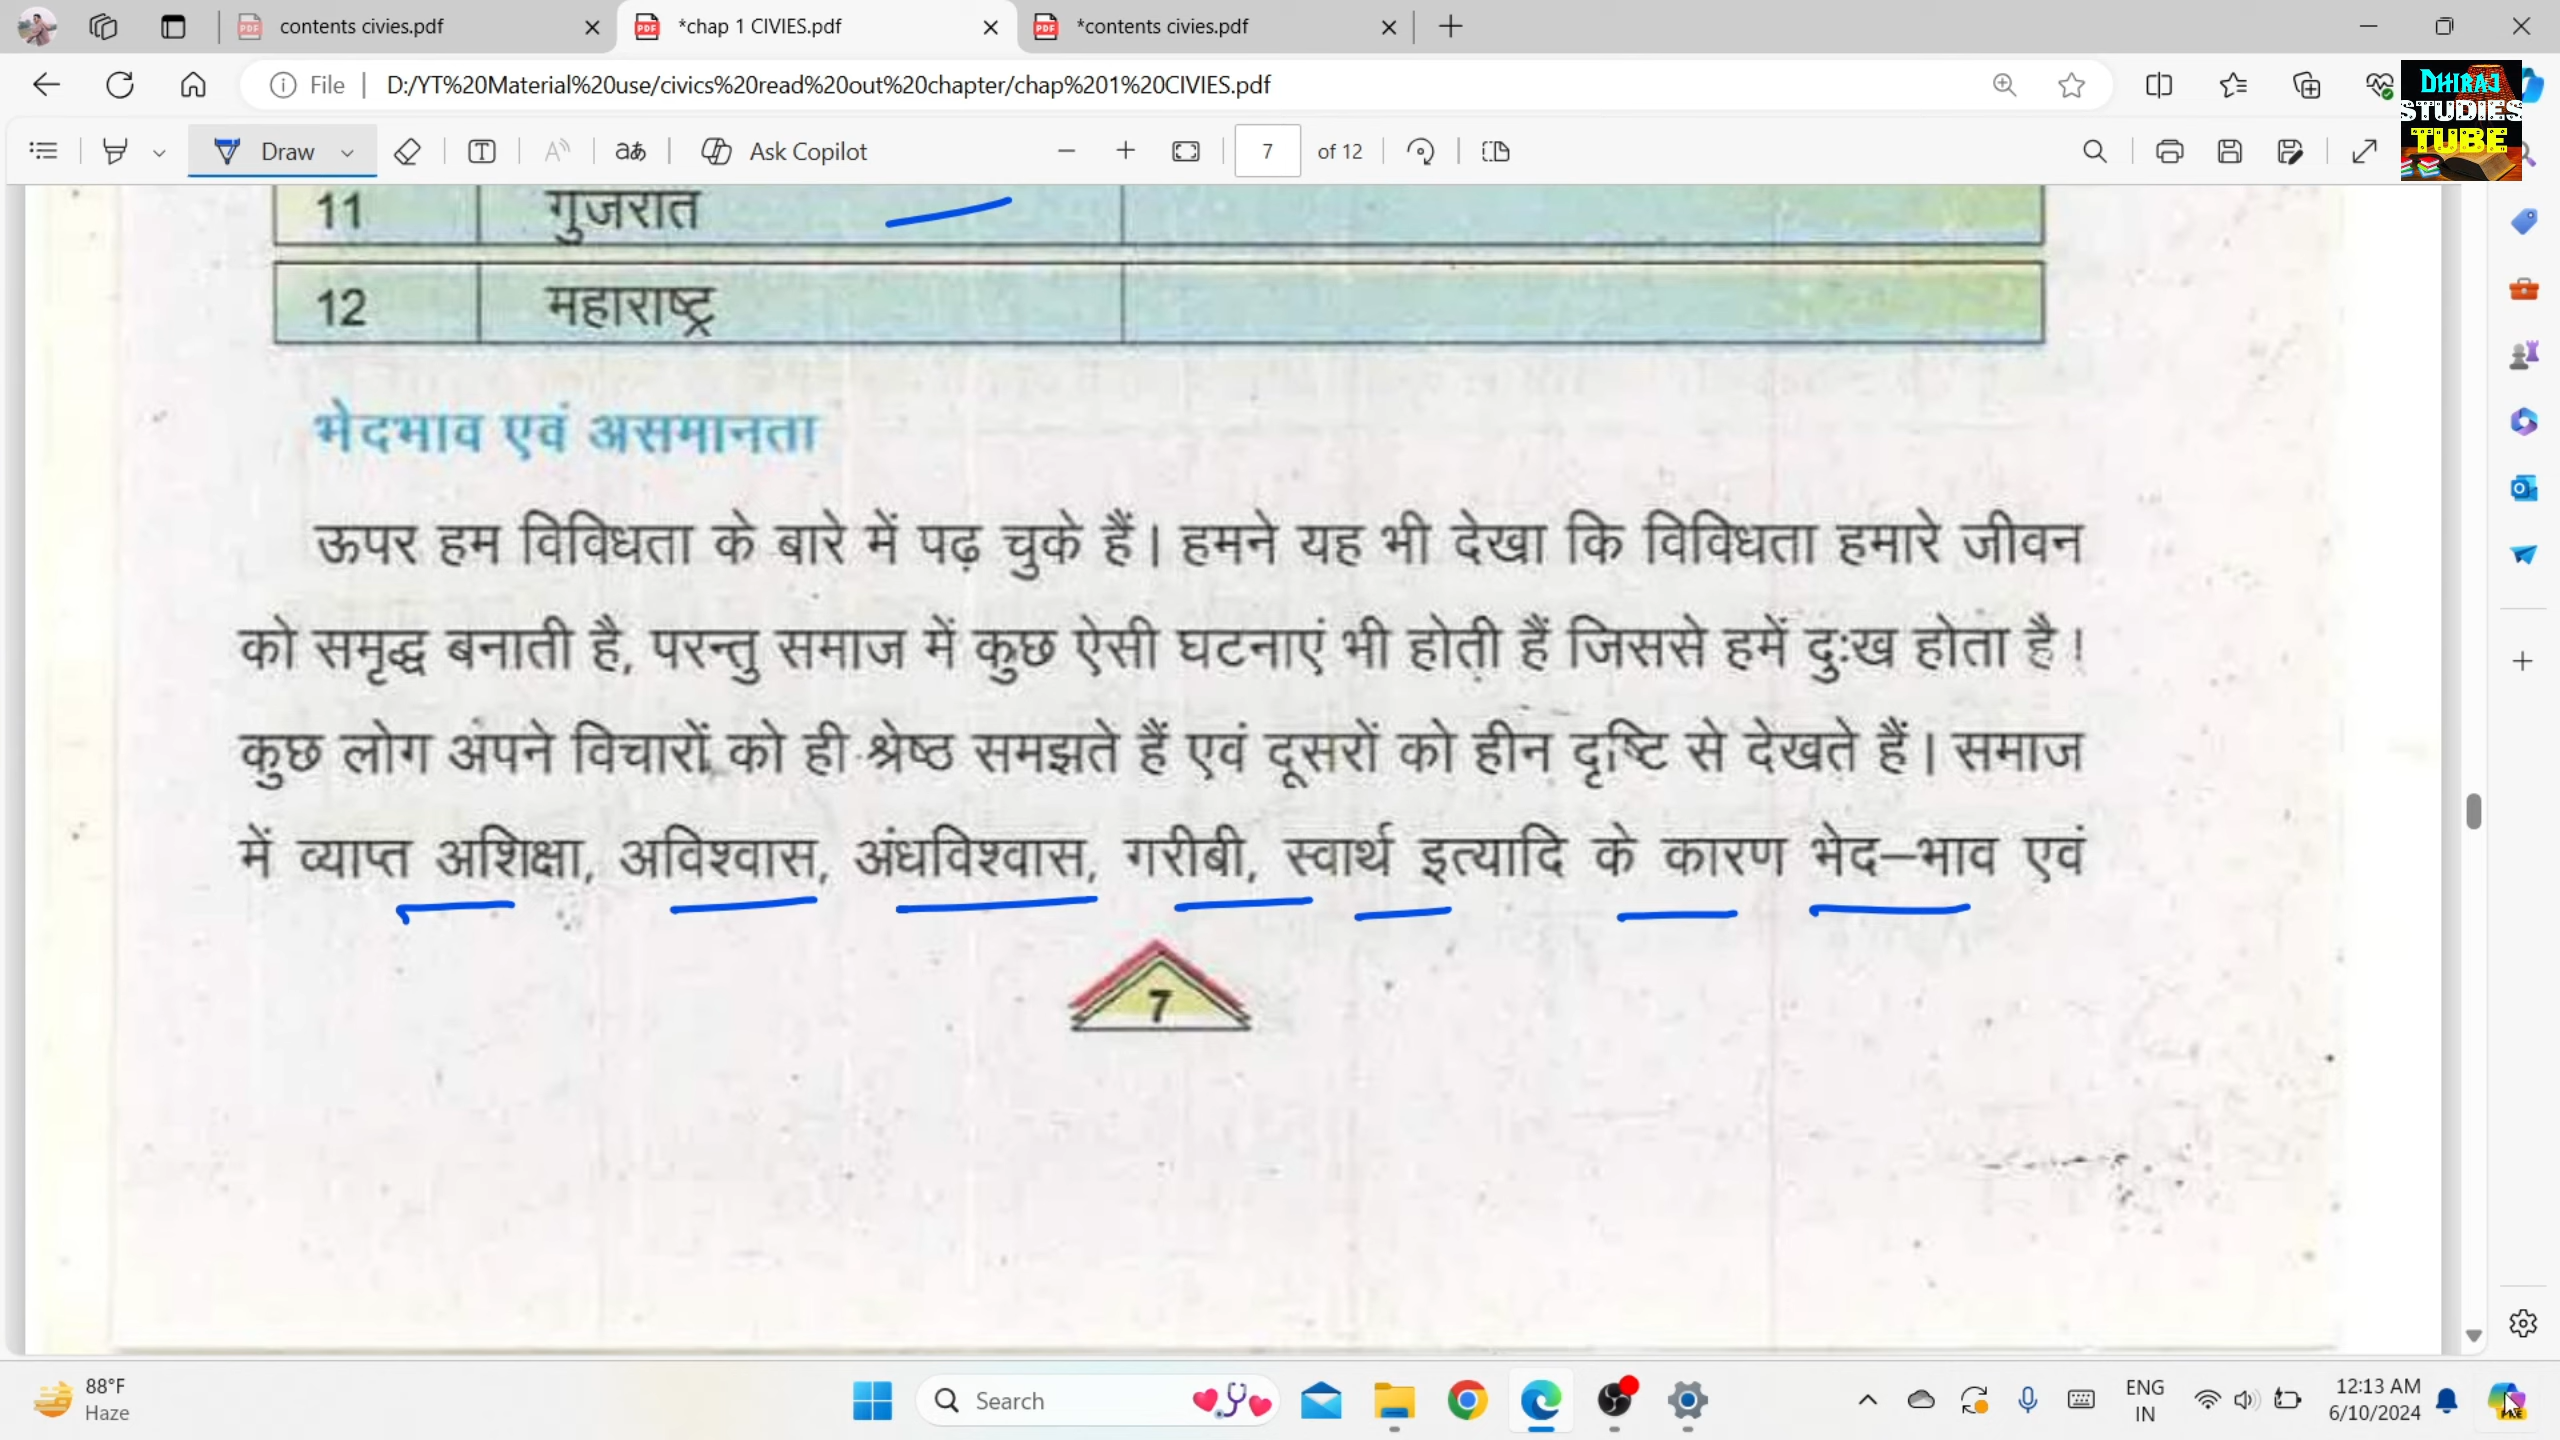 contents civies.pdf
*chap 1 CIVIES.pdf
*contents civies.pdf
File
D:/YT%20Material%20use/civics%20read%20out%20chapter/chap%201%20CIVIES.pdf
DHIRAJ
STUDIES
TUBE
Draw
Ask Copilot
7 of 12
11 गुजरात
12 महाराष्ट्र
भेदभाव एवं असमानता
ऊपर हम विविधता के बारे में पढ़ चुके हैं। हमने यह भी देखा कि विविधता हमारे जीवन
को समृद्ध बनाती है, परन्तु समाज में कुछ ऐसी घटनाएं भी होती हैं जिससे हमें दुःख होता है।
कुछ लोग अपने विचारों को ही श्रेष्ठ समझते हैं एवं दूसरों को हीन दृष्टि से देखते हैं। समाज
में व्याप्त अशिक्षा, अविश्वास, अंधविश्वास, गरीबी, स्वार्थ इत्यादि के कारण भेद–भाव एवं
7
88°F
Haze
Search
ENG
IN
12:13 AM
6/10/2024